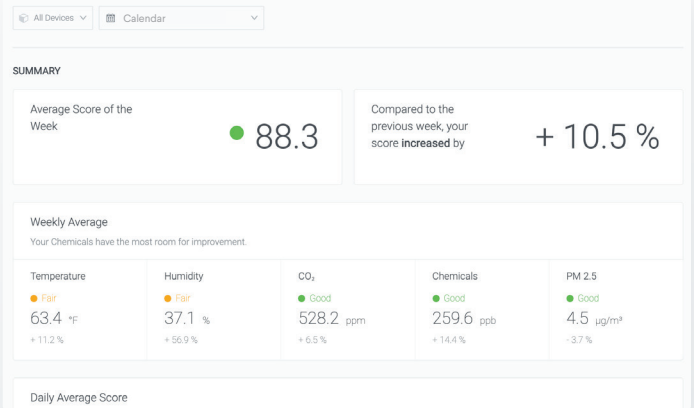 All Devices
Calendar
SUMMARY
Average Score of the
Week
88.3
Compared to the
previous week, your
score increased by
+ 10.5 %
Weekly Average
Your Chemicals have the most room for improvement.
Temperature
Fair
63.4 °F
+ 11.2 %
Humidity
Fair
37.1 %
+ 56.9 %
CO₂
Good
528.2 ppm
+ 6.5 %
Chemicals
Good
259.6 ppb
+ 14.4 %
PM 2.5
Good
4.5 µg/m³
- 3.7 %
Daily Average Score